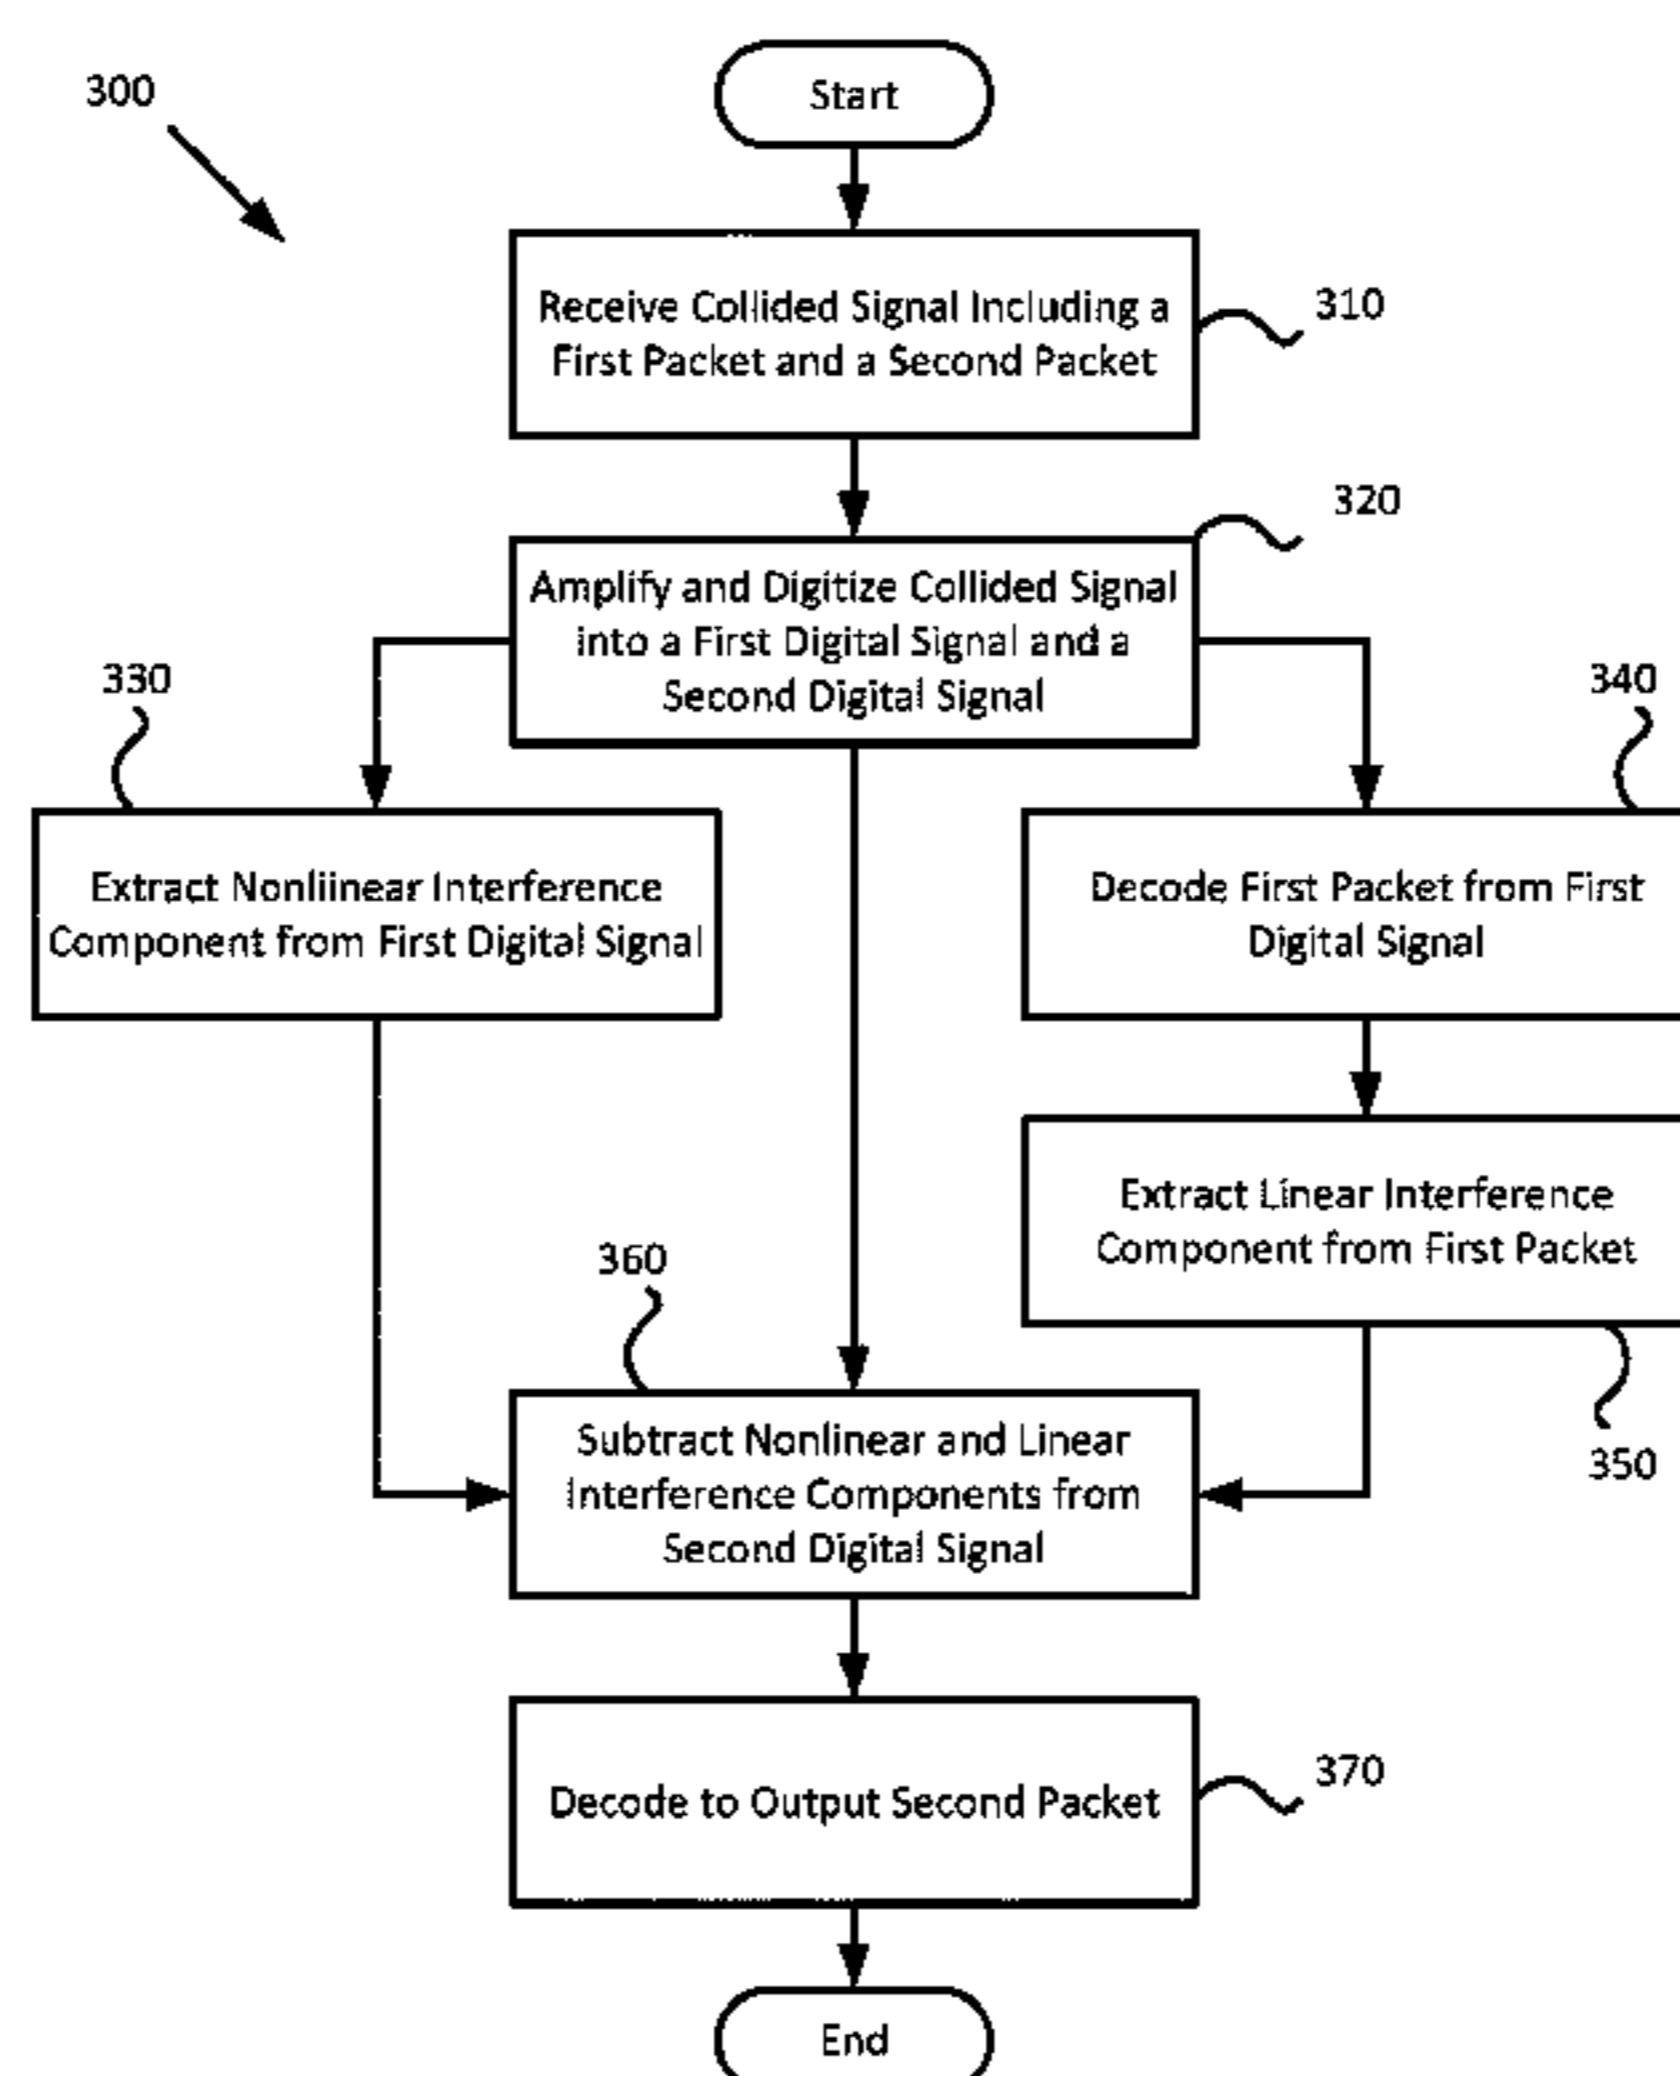 300
Start
Receive Collided Signal Including a
First Packet and a Second Packet
310
320
Amplify and Digitize Collided Signal
into a First Digital Signal and a
Second Digital Signal
330
340
Extract Nonliinear Interference
Component from First Digital Signal
Decode First Packet from First
Digital Signal
Extract Linear Interference
Component from First Packet
350
360
Subtract Nonlinear and Linear
Interference Components from
Second Digital Signal
Decode to Output Second Packet
370
End